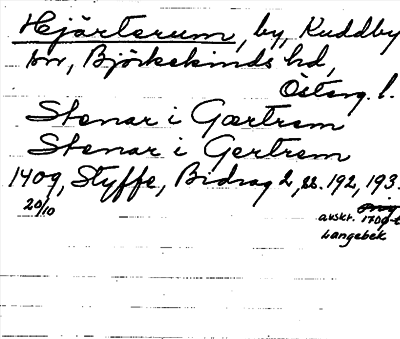 Hjärterum, by, Kuddby
sn, Björkekinds hd,
Österg. l.
Stenar i Gærtrem
Stenar i Gertrem
1409, Styffe, Bidrag 2, ss. 192, 193.
20/10
avskr. 1700-t
Langebek